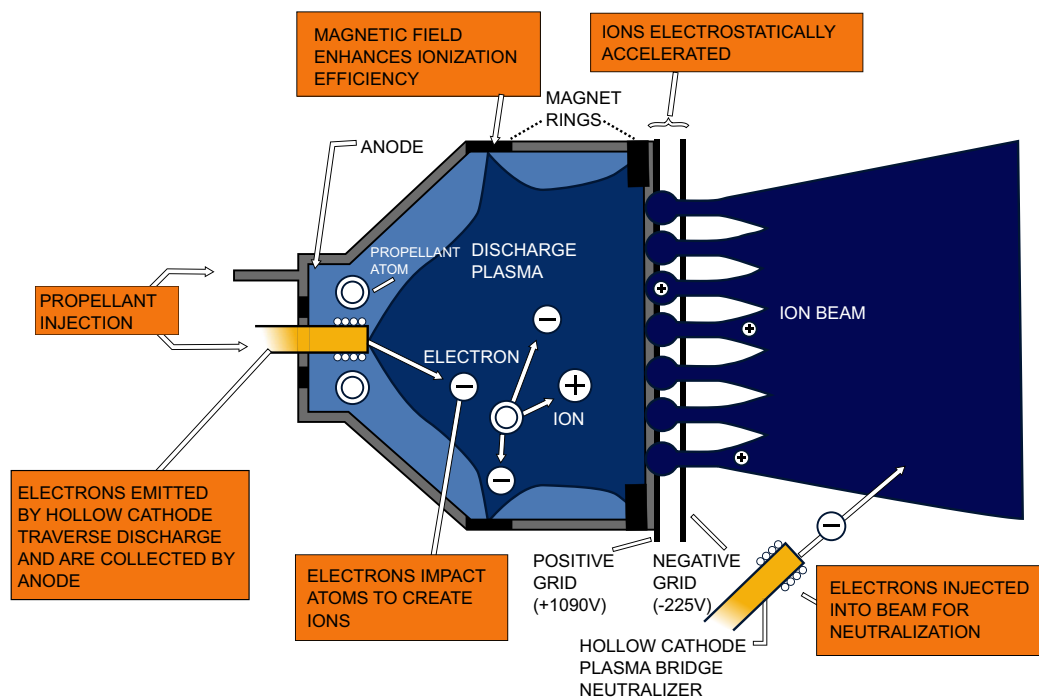 MAGNETIC FIELD
ENHANCES IONIZATION
EFFICIENCY
IONS ELECTROSTATICALLY
ACCELERATED
MAGNET
RINGS
ANODE
PROPELLANT
ATOM
DISCHARGE
PLASMA
PROPELLANT
INJECTION
ION BEAM
ELECTRON
ION
ELECTRONS EMITTED
BY HOLLOW CATHODE
TRAVERSE DISCHARGE
AND ARE COLLECTED BY
ANODE
ELECTRONS IMPACT
ATOMS TO CREATE
IONS
POSITIVE
GRID
(+1090V)
NEGATIVE
GRID
(-225V)
HOLLOW CATHODE
PLASMA BRIDGE
NEUTRALIZER
ELECTRONS INJECTED
INTO BEAM FOR
NEUTRALIZATION